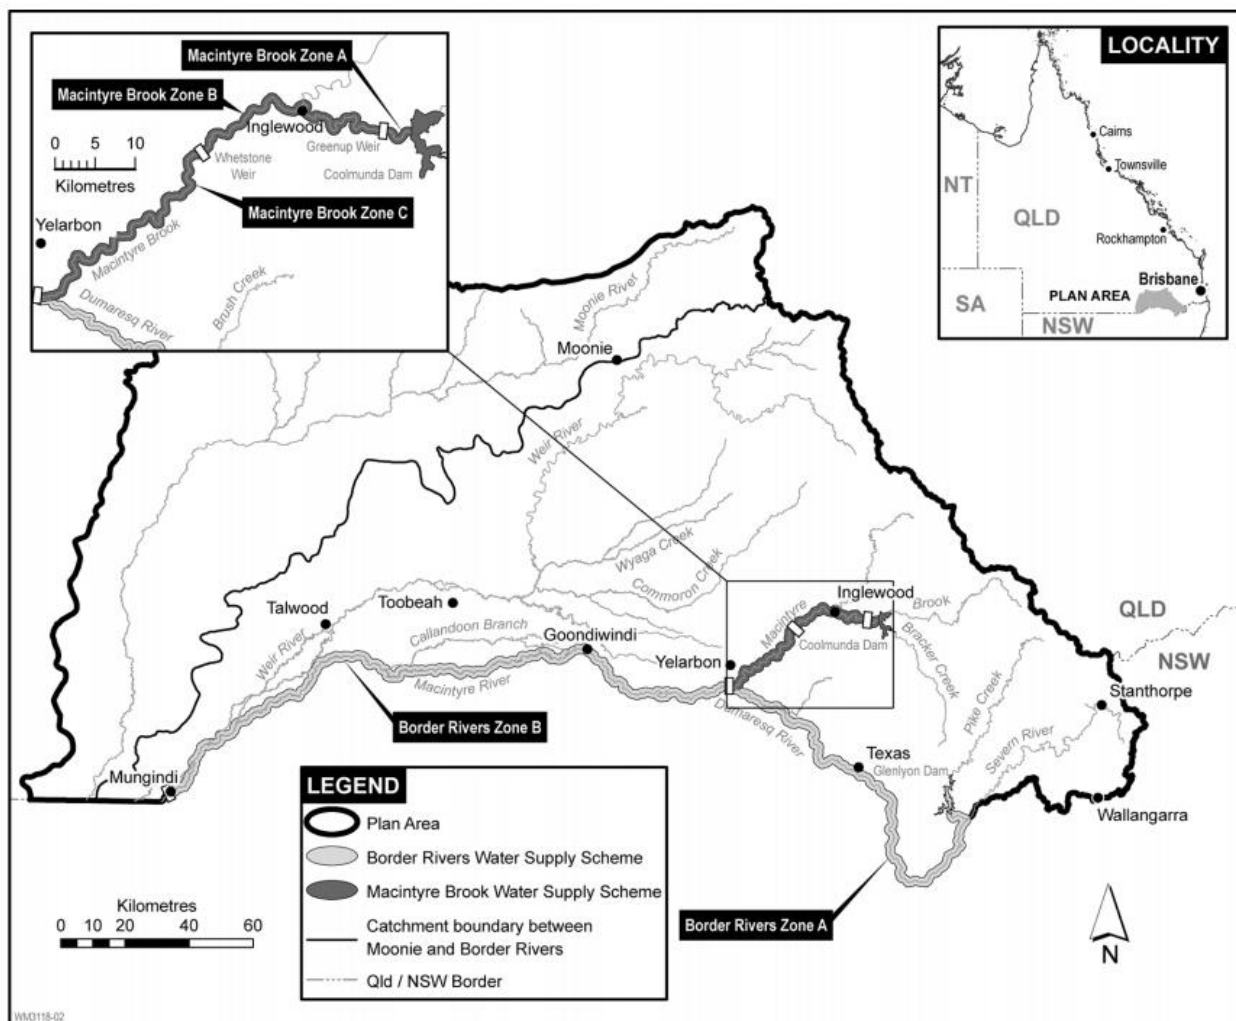 Macintyre Brook Zone A
Macintyre Brook Zone B
Inglewood
Greenup Weir
Whetstone
Weir
Coolmunda Dam
0 5 10
Kilometres
Macintyre Brook Zone C
Yelarbon
Macintyre Brook
Dumaresq River
Brush Creek
LOCALITY
Cairns
Townsville
NT
QLD
Rockhampton
Brisbane
PLAN AREA
SA
NSW
Moonie River
Moonie
Weir River
Wyaga Creek
Commoron Creek
Inglewood
Brook
Macintyre
Coolmunda Dam
Bracker Creek
QLD
NSW
Talwood
Toobeah
Callandoon Branch
Goondiwindi
Weir River
Macintyre River
Yelarbon
Dumaresq River
Pike Creek
Stanthorpe
Severn River
Border Rivers Zone B
Texas
Glenlyon Dam
Mungindi
Wallangarra
LEGEND
Plan Area
Border Rivers Water Supply Scheme
Macintyre Brook Water Supply Scheme
Catchment boundary between
Moonie and Border Rivers
Qld / NSW Border
Kilometres
0 10 20 40 60
Border Rivers Zone A
N
WM3118-02